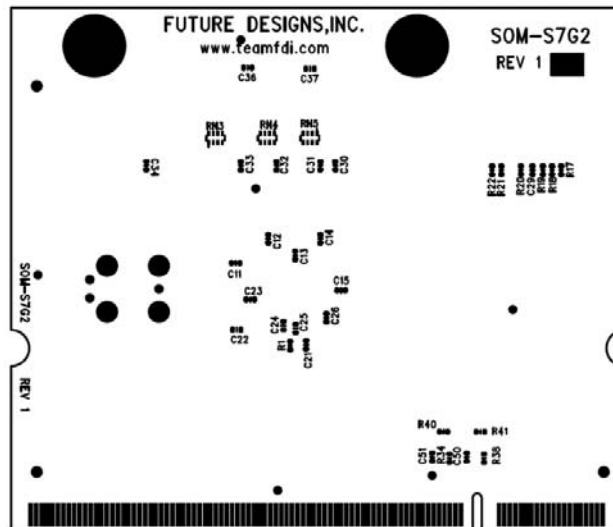 FUTURE DESIGNS,INC.
www.teamfdi.com
SOM-S7G2
REV 1
C36
C37
RN3
RN4
RN5
C34
C33
C32
C31
C30
R22
R21
R20
C29
R19
R18
R17
C12
C14
C13
C11
C15
C23
C26
C24
C25
C22
R1
C21
SOM-S7G2
REV 1
R40
R41
C51
R34
C50
R38